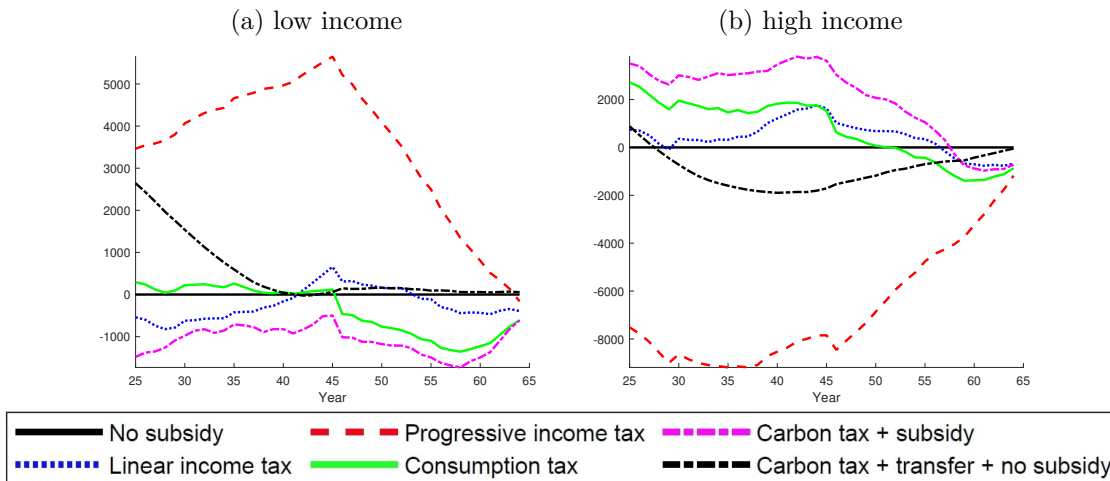 (a) low income
(b) high income
5000
4000
3000
2000
1000
0
-1000
25 30 35 40 45 50 55 60 65
Year
2000
0
-2000
-4000
-6000
-8000
25 30 35 40 45 50 55 60 65
Year
No subsidy
Progressive income tax
Carbon tax + subsidy
Linear income tax
Consumption tax
Carbon tax + transfer + no subsidy